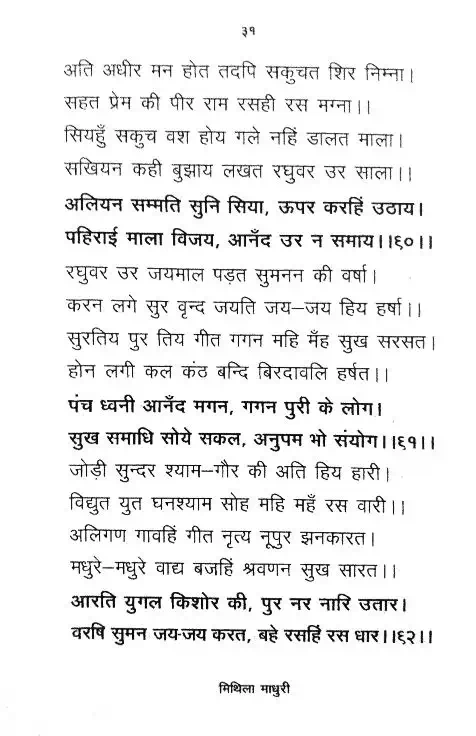 ३१
अति अधीर मन होत तदपि सकुचत शिर निम्ना।
सहत प्रेम की पीर राम रसही रस मग्ना।।
सियहुँ सकुच वश होय गले नहिं डालत माला।
सखियन कही बुझाय लखत रघुवर उर साला।।
अलियन सम्मति सुनि सिया, ऊपर करहिं उठाय।
पहिराई माला विजय, आनँद उर न समाय।।६०।।
रघुवर उर जयमाल पड़त सुमनन की वर्षा।
करन लगे सुर वृन्द जयति जय–जय हिय हर्षा।।
सुरतिय पुर तिय गीत गगन महि मँह सुख सरसत।
होन लगी कल कंठ बन्दि बिरदावलि हर्षत।।
पंच ध्वनी आनँद मगन, गगन पुरी के लोग।
सुख समाधि सोये सकल, अनुपम भो संयोग।।६१।।
जोड़ी सुन्दर श्याम–गौर की अति हिय हारी।
विद्युत युत घनश्याम सोह महि महँ रस वारी।।
अलिगण गावहिं गीत नृत्य नूपुर झनकारत।
मधुरे–मधुरे वाद्य बजहिं श्रवणन सुख सारत।।
आरति युगल किशोर की, पुर नर नारि उतार।
वरषि सुमन जय-जय करत, बहे रसहिं रस धार।।६२।।
मिथिला माधुरी